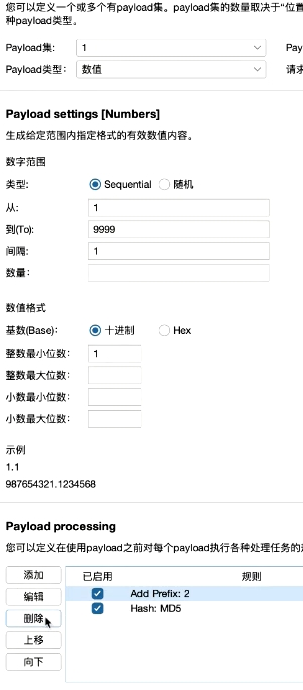 您可以定义一个或多个有payload集。payload集的数量取决于“位置
种payload类型。
Payload集: 1 Pay
Payload类型: 数值 请求
Payload settings [Numbers]
生成给定范围内指定格式的有效数值内容。
数字范围
类型: Sequential 随机
从: 1
到(To): 9999
间隔: 1
数量:
数值格式
基数(Base): 十进制 Hex
整数最小位数: 1
整数最大位数:
小数最小位数:
小数最大位数:
示例
1.1
987654321.1234568
Payload processing
您可以定义在使用payload之前对每个payload执行各种处理任务的
添加 已启用 规则
编辑 Add Prefix: 2
删除 Hash: MD5
上移
向下